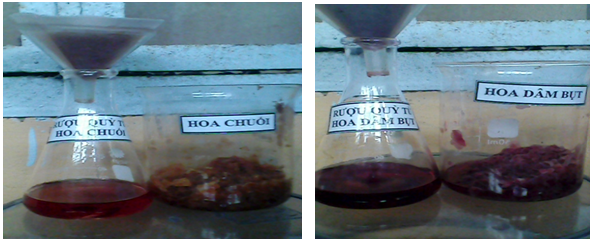 RƯỢU QUỲ TỪ
HOA CHUỐI
HOA CHUỐI
RƯỢU QUỲ TỪ
HOA DÂM BỤT
HOA DÂM BỤT